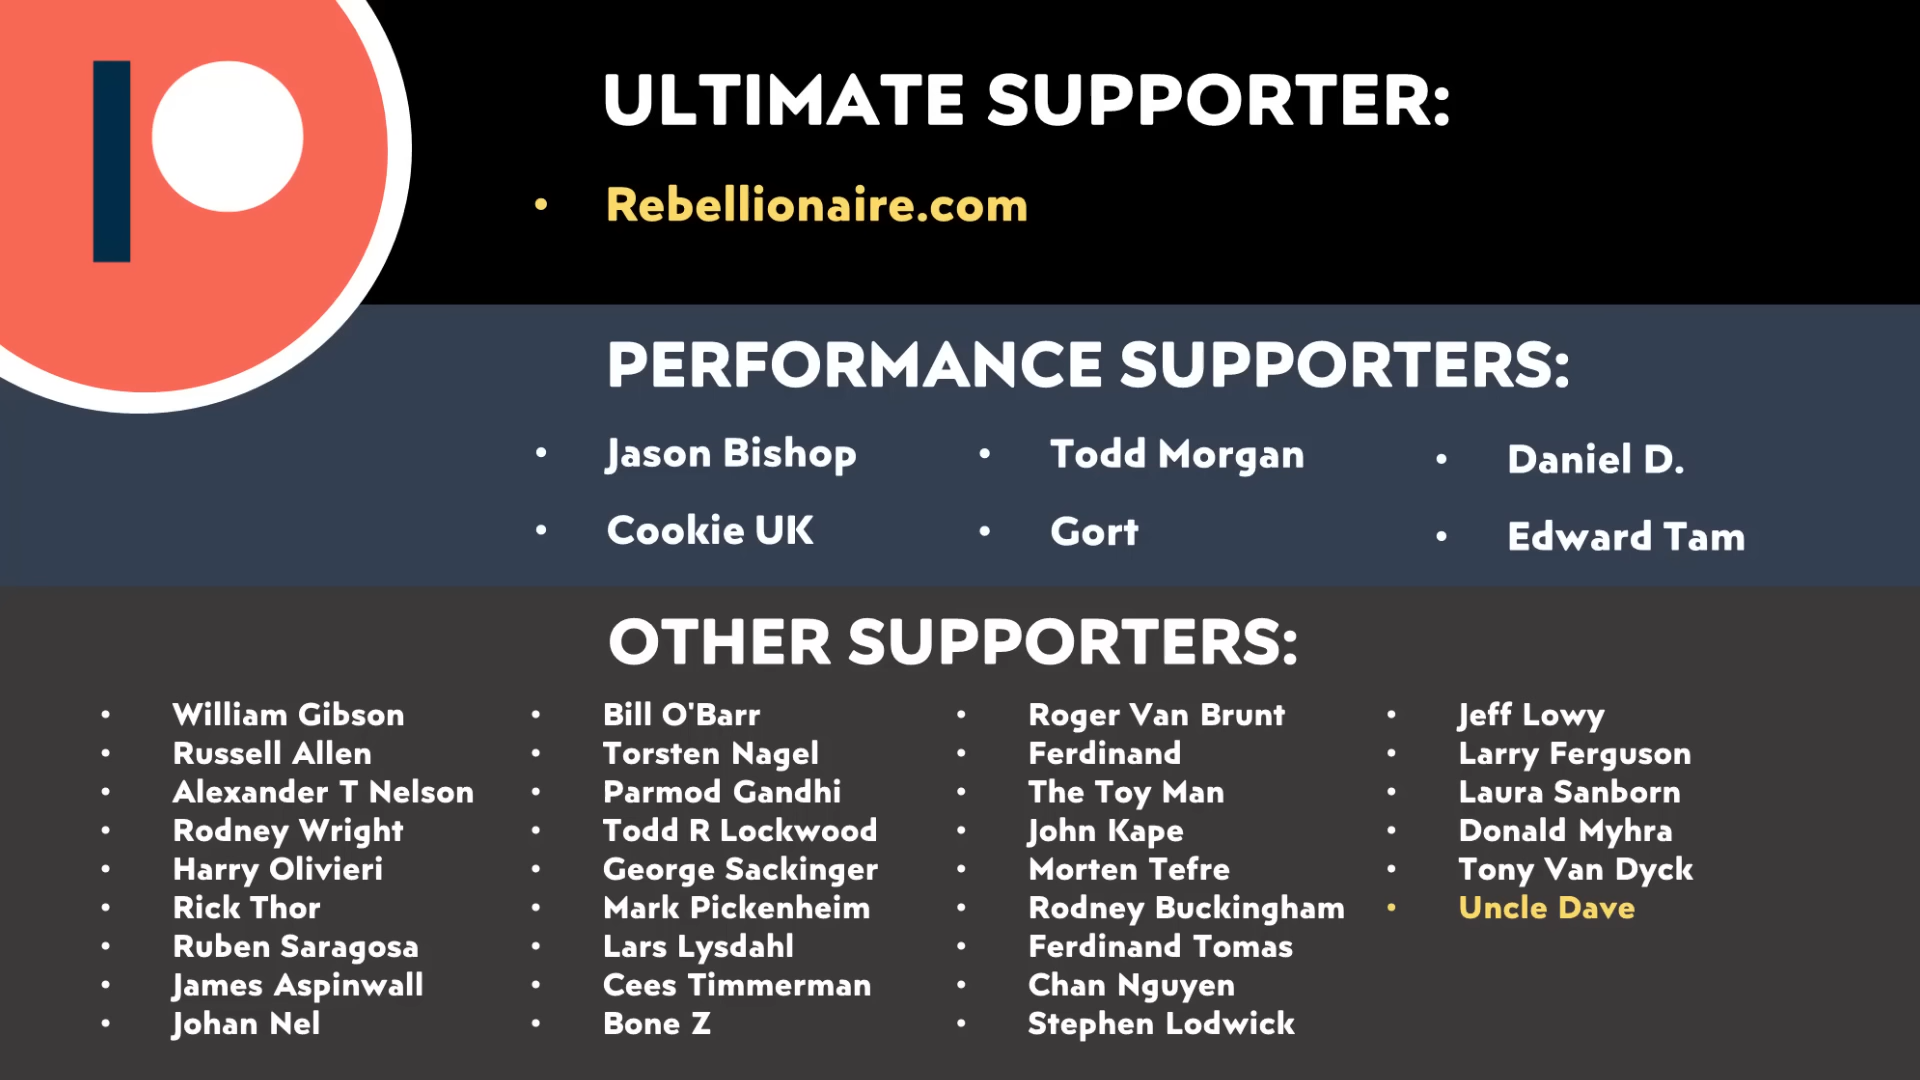 ULTIMATE SUPPORTER:
• Rebellionaire.com
PERFORMANCE SUPPORTERS:
• Jason Bishop
• Cookie UK
• Todd Morgan
• Gort
• Daniel D.
• Edward Tam
OTHER SUPPORTERS:
• William Gibson
• Russell Allen
• Alexander T Nelson
• Rodney Wright
• Harry Olivieri
• Rick Thor
• Ruben Saragosa
• James Aspinwall
• Johan Nel
• Bill O'Barr
• Torsten Nagel
• Parmod Gandhi
• Todd R Lockwood
• George Sackinger
• Mark Pickenheim
• Lars Lysdahl
• Cees Timmerman
• Bone Z
• Roger Van Brunt
• Ferdinand
• The Toy Man
• John Kape
• Morten Tefre
• Rodney Buckingham
• Ferdinand Tomas
• Chan Nguyen
• Stephen Lodwick
• Jeff Lowy
• Larry Ferguson
• Laura Sanborn
• Donald Myhra
• Tony Van Dyck
• Uncle Dave